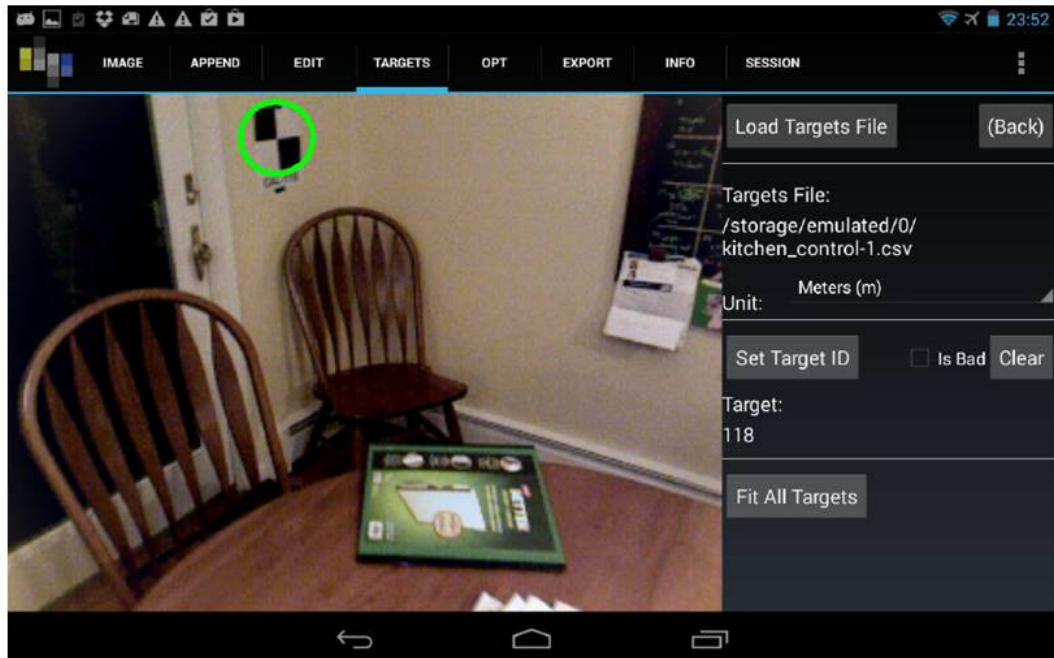 23:52
IMAGE APPEND EDIT TARGETS OPT EXPORT INFO SESSION
Load Targets File (Back)
Targets File:
/storage/emulated/0/
kitchen_control-1.csv
Unit: Meters (m)
Set Target ID Is Bad Clear
Target:
118
Fit All Targets